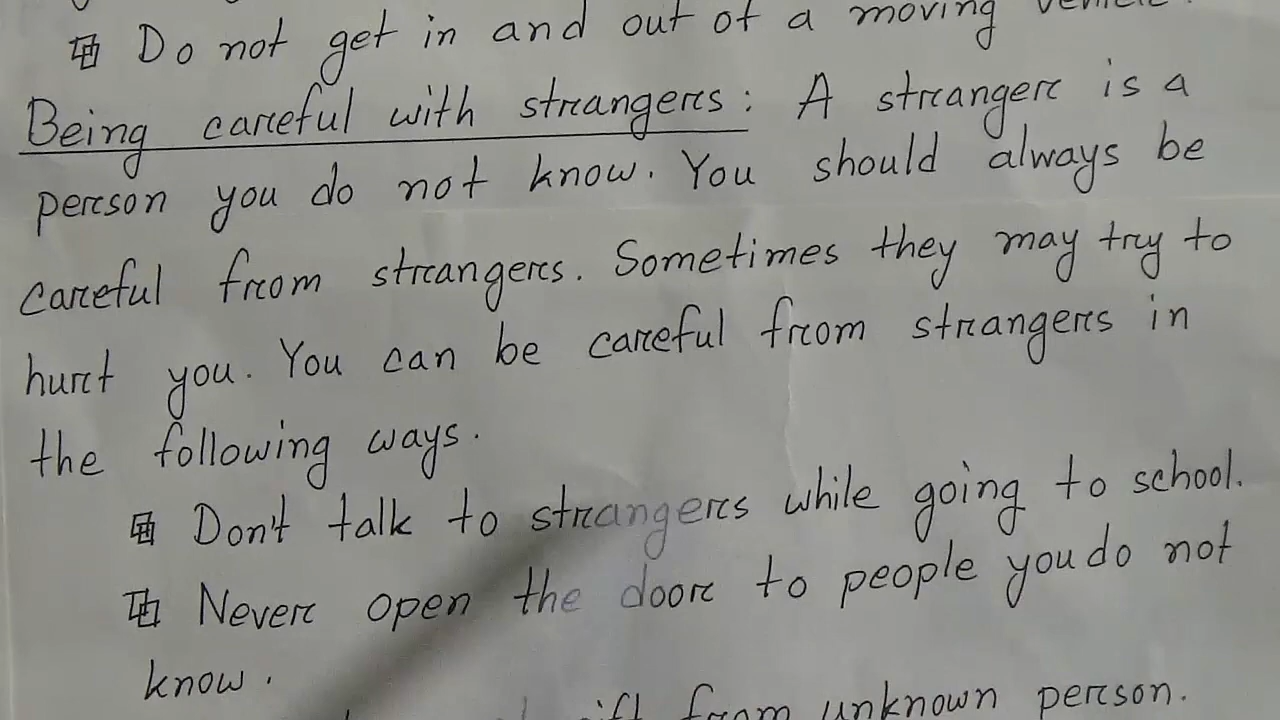 Do not get in and out of a moving vehicle.
Being careful with strangers: A stranger is a
person you do not know. You should always be
careful from strangers. Sometimes they may try to
hurt you. You can be careful from strangers in
the following ways.
Don't talk to strangers while going to school.
Never open the door to people you do not
know.
gift from unknown person.